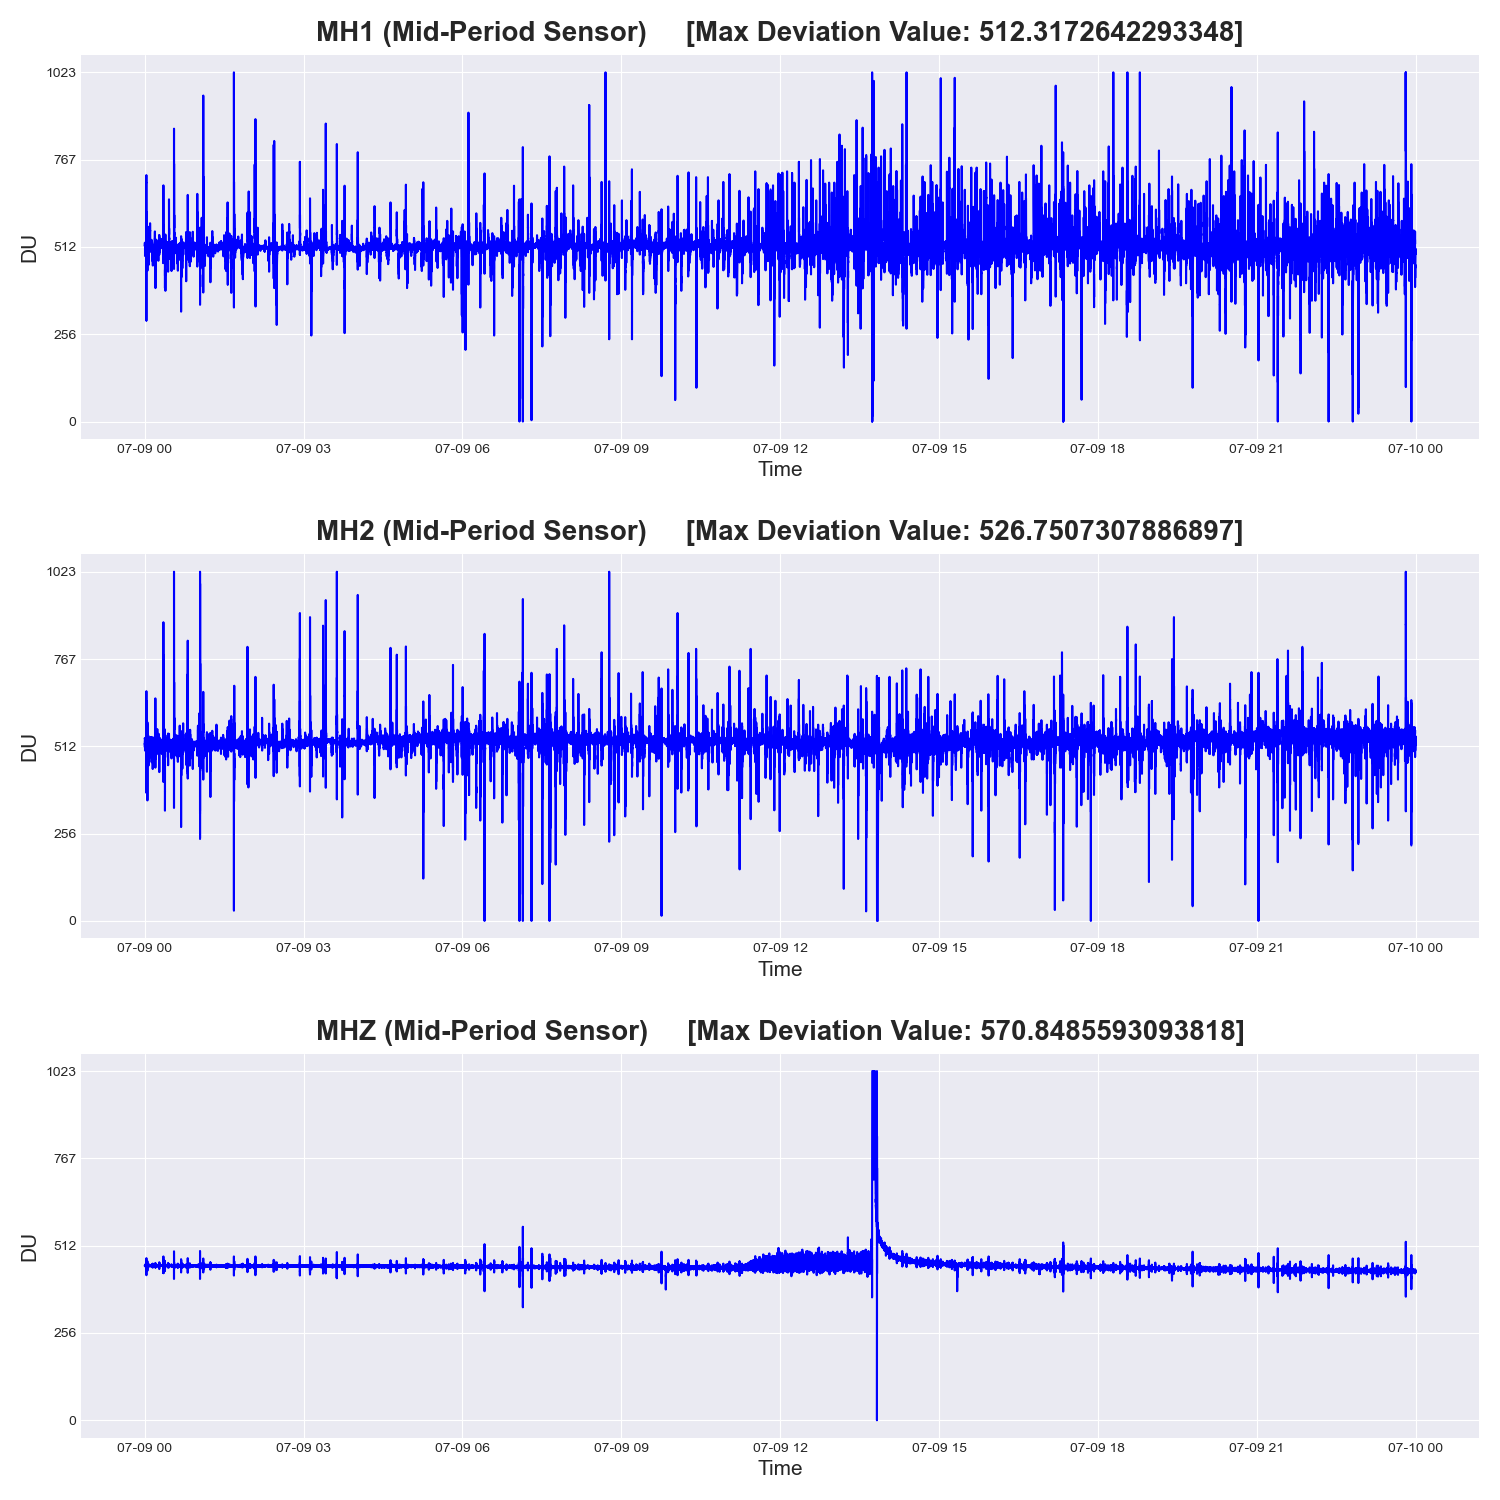 MH1 (Mid-Period Sensor) [Max Deviation Value: 512.3172642293348]
1023
767
512
256
0
DU
07-09 00 07-09 03 07-09 06 07-09 09 07-09 12 07-09 15 07-09 18 07-09 21 07-10 00
Time
MH2 (Mid-Period Sensor) [Max Deviation Value: 526.7507307886897]
1023
767
512
256
0
DU
07-09 00 07-09 03 07-09 06 07-09 09 07-09 12 07-09 15 07-09 18 07-09 21 07-10 00
Time
MHZ (Mid-Period Sensor) [Max Deviation Value: 570.8485593093818]
1023
767
512
256
0
DU
07-09 00 07-09 03 07-09 06 07-09 09 07-09 12 07-09 15 07-09 18 07-09 21 07-10 00
Time